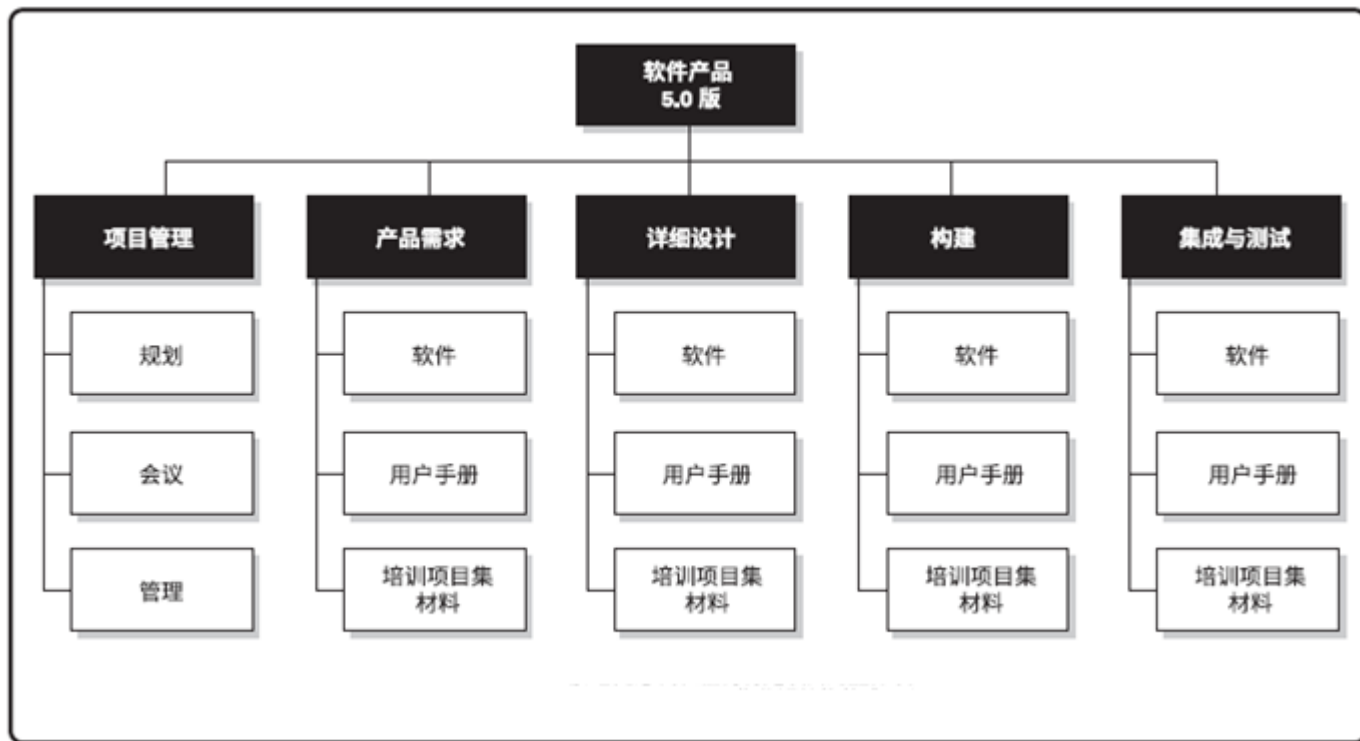 软件产品
5.0 版
项目管理
产品需求
详细设计
构建
集成与测试
规划
软件
软件
软件
软件
会议
用户手册
用户手册
用户手册
用户手册
管理
培训项目集
材料
培训项目集
材料
培训项目集
材料
培训项目集
材料